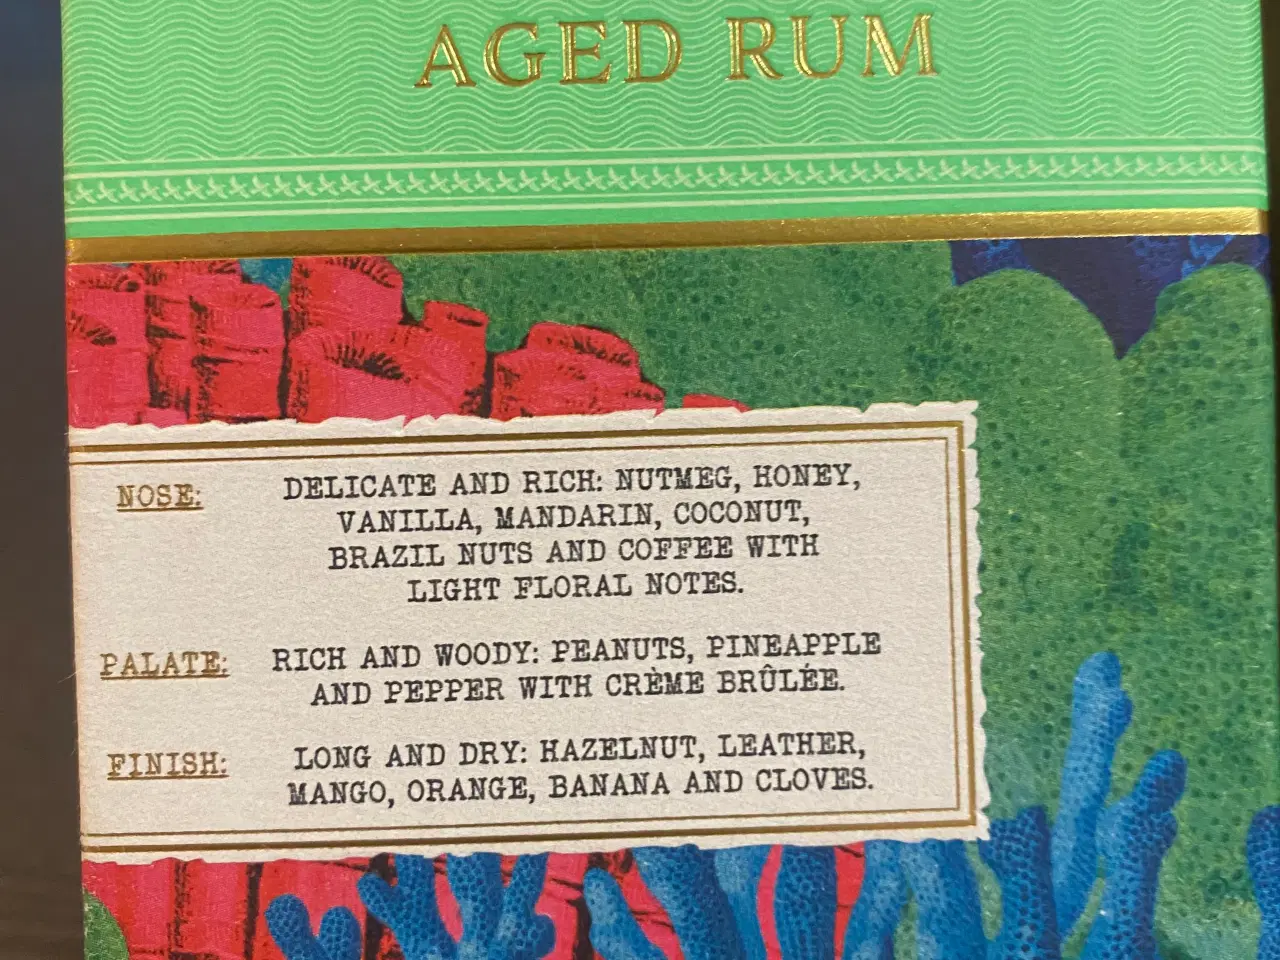 AGED RUM
NOSE: DELICATE AND RICH: NUTMEG, HONEY,
VANILLA, MANDARIN, COCONUT,
BRAZIL NUTS AND COFFEE WITH
LIGHT FLORAL NOTES.
PALATE: RICH AND WOODY: PEANUTS, PINEAPPLE
AND PEPPER WITH CRÈME BRÛLÉE.
FINISH: LONG AND DRY: HAZELNUT, LEATHER,
MANGO, ORANGE, BANANA AND CLOVES.